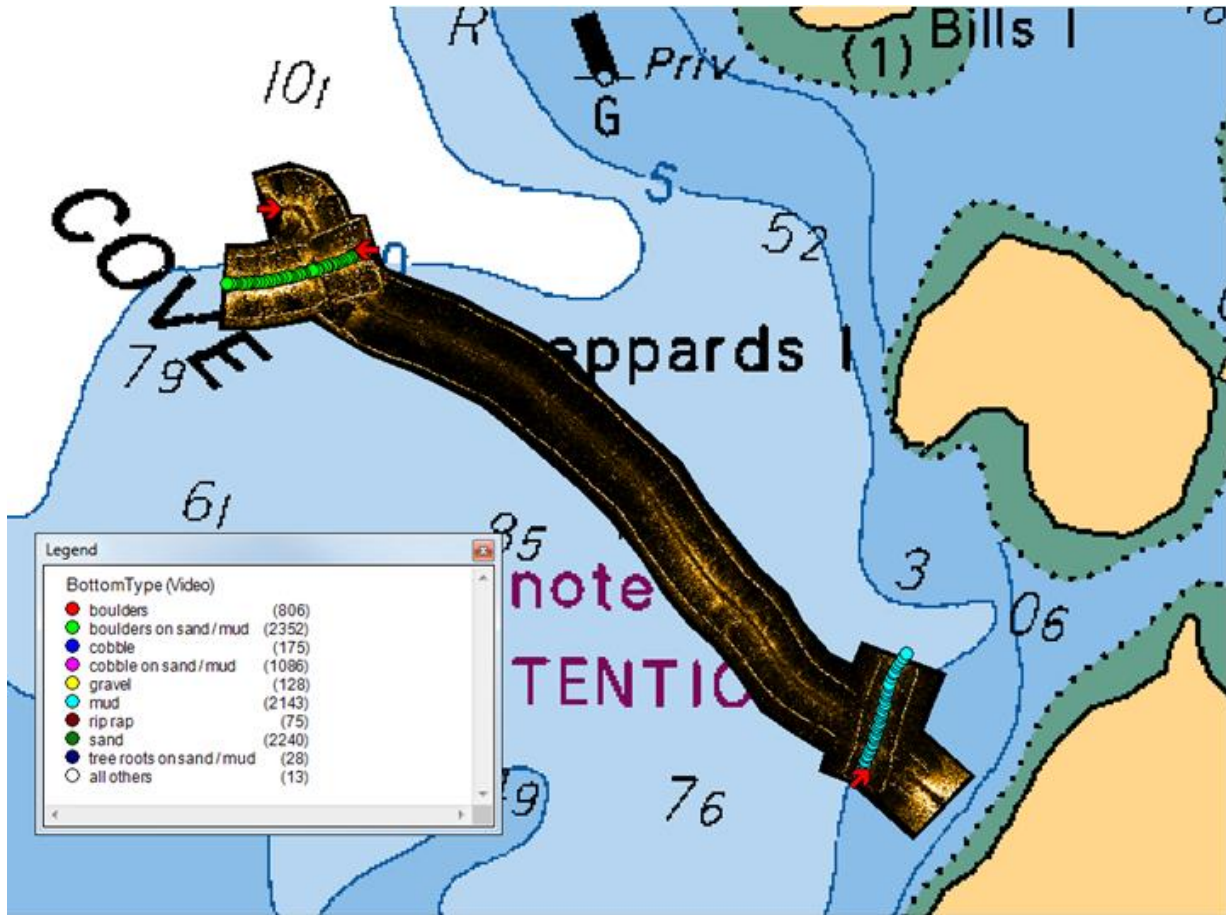 R
Bills I
(1)
Priv
G
10₁
5
5₂
COVE
7₉
eppards I
6₁
8₅
3
0₆
note
TENTIO
7₆
9
Legend
BottomType (Video)
boulders (806)
boulders on sand / mud (2352)
cobble (175)
cobble on sand / mud (1086)
gravel (128)
mud (2143)
rip rap (75)
sand (2240)
tree roots on sand / mud (28)
all others (13)